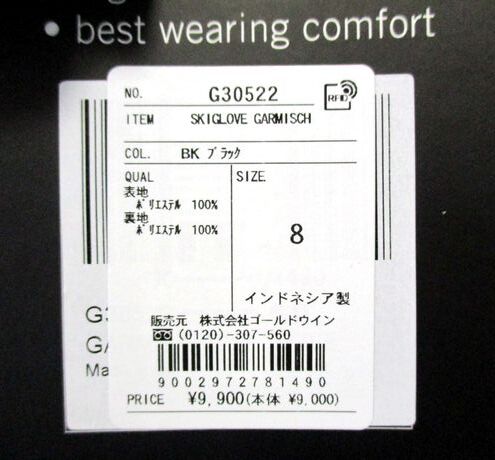 • best wearing comfort
NO. G30522
RFID
ITEM SKIGLOVE GARMISCH
COL. BK ブラック
QUAL SIZE
表地
ポリエステル 100%
裏地
ポリエステル 100%
8
インドネシア製
販売元 株式会社ゴールドウイン
(0120)-307-560
9002972781490
PRICE ¥9,900(本体 ¥9,000)
G3
GA
Ma